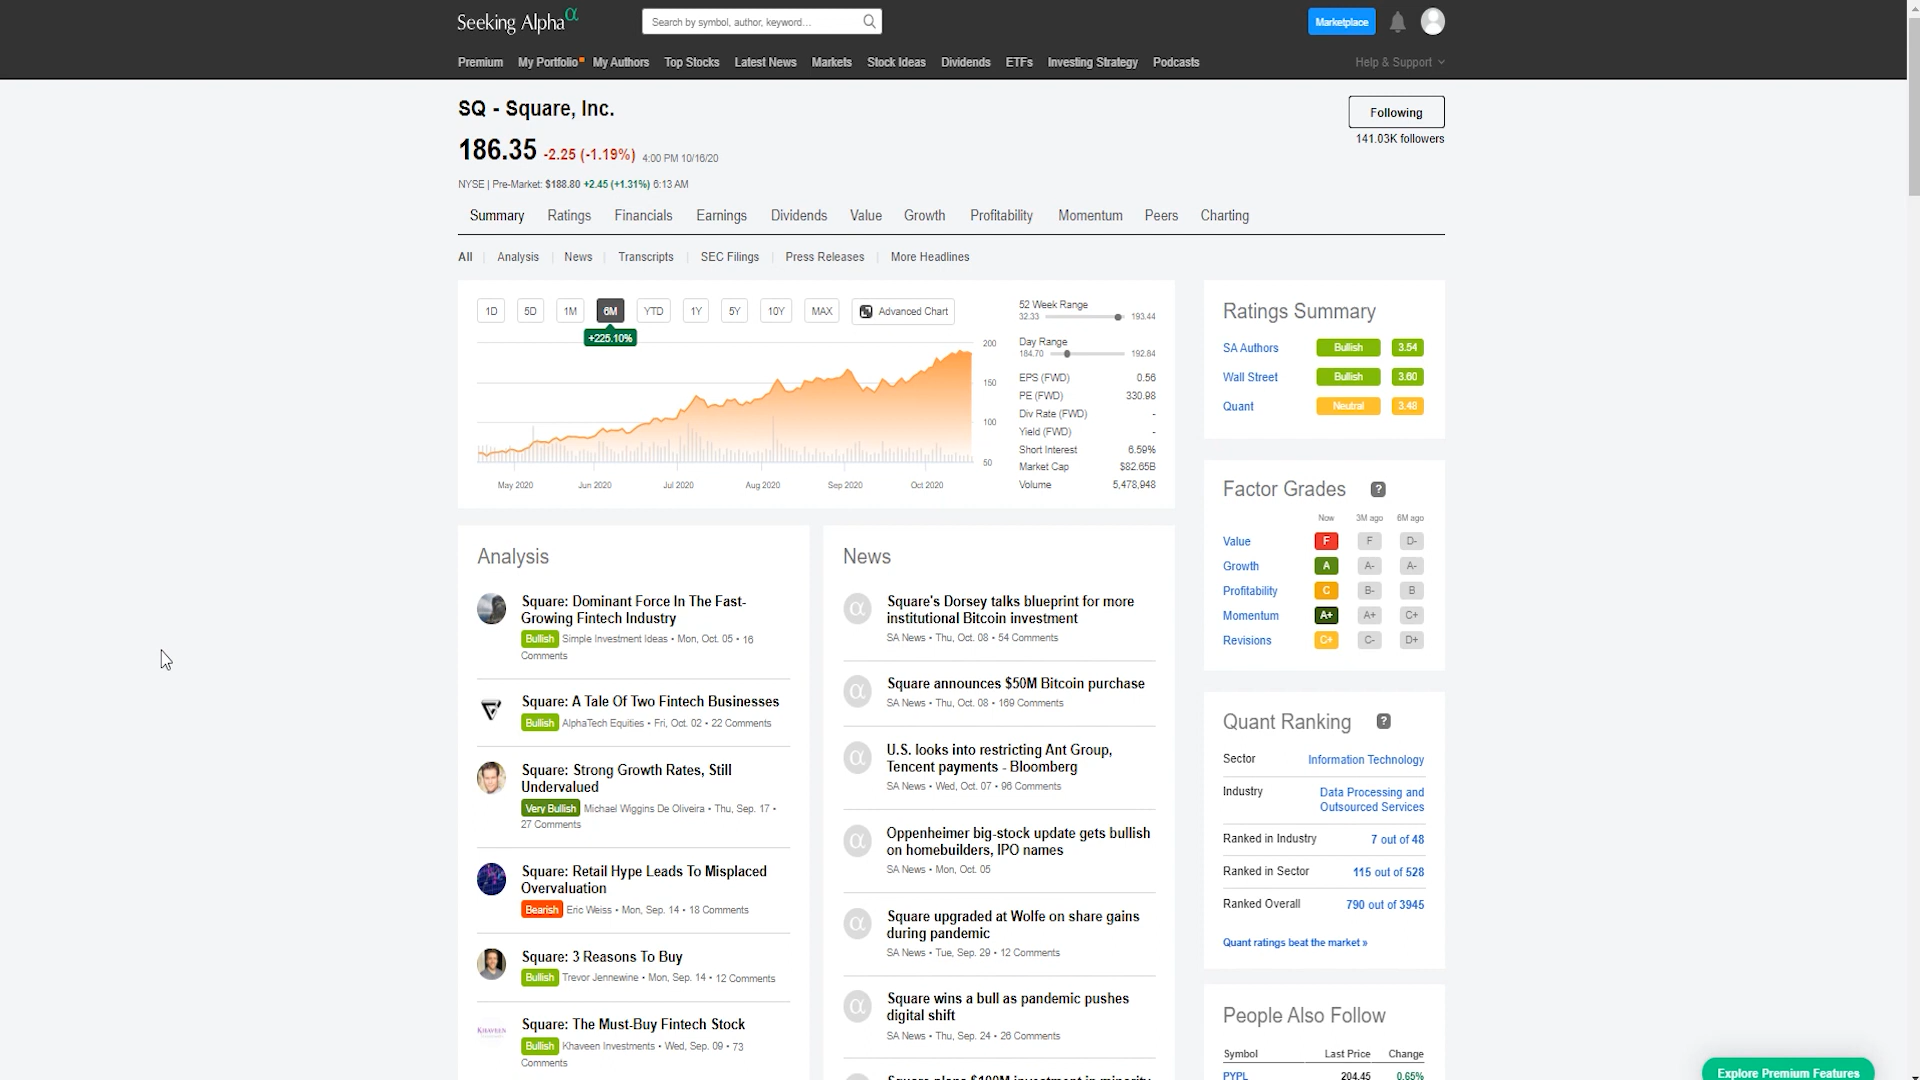 Seeking Alpha α
Search by symbol, author, keyword...
Marketplace
Premium My Portfolio My Authors Top Stocks Latest News Markets Stock Ideas Dividends ETFs Investing Strategy Podcasts Help & Support
SQ - Square, Inc.
Following
141.03K followers
186.35 -2.25 (-1.19%) 4:00 PM 10/16/20
NYSE | Pre-Market: $188.80 +2.45 (+1.31%) 6:13 AM
Summary Ratings Financials Earnings Dividends Value Growth Profitability Momentum Peers Charting
All Analysis News Transcripts SEC Filings Press Releases More Headlines
1D 5D 1M 6M YTD 1Y 5Y 10Y MAX Advanced Chart
+225.10%
200
150
100
50
May 2020 Jun 2020 Jul 2020 Aug 2020 Sep 2020 Oct 2020
52 Week Range
32.33 193.44
Day Range
184.70 192.84
EPS (FWD) 0.56
PE (FWD) 330.98
Div Rate (FWD) -
Yield (FWD) -
Short Interest 6.59%
Market Cap $82.65B
Volume 5,478,948
Ratings Summary
SA Authors Bullish 3.54
Wall Street Bullish 3.60
Quant Neutral 3.48
Factor Grades ?
Now 3M ago 6M ago
Value F F D-
Growth A A- A-
Profitability C B- B
Momentum A+ A+ C+
Revisions C+ C- D+
Quant Ranking ?
Sector Information Technology
Industry Data Processing and
Outsourced Services
Ranked in Industry 7 out of 48
Ranked in Sector 115 out of 528
Ranked Overall 790 out of 3945
Quant ratings beat the market »
People Also Follow
Symbol Last Price Change
PYPL 204.45 0.65%
Analysis
Square: Dominant Force In The Fast-
Growing Fintech Industry
Bullish Simple Investment Ideas • Mon, Oct. 05 • 16
Comments
Square: A Tale Of Two Fintech Businesses
Bullish AlphaTech Equities • Fri, Oct. 02 • 22 Comments
Square: Strong Growth Rates, Still
Undervalued
Very Bullish Michael Wiggins De Oliveira • Thu, Sep. 17 •
27 Comments
Square: Retail Hype Leads To Misplaced
Overvaluation
Bearish Eric Weiss • Mon, Sep. 14 • 18 Comments
Square: 3 Reasons To Buy
Bullish Trevor Jennewine • Mon, Sep. 14 • 12 Comments
KHAVEEN
Square: The Must-Buy Fintech Stock
Bullish Khaveen Investments • Wed, Sep. 09 • 73
Comments
News
Square's Dorsey talks blueprint for more
institutional Bitcoin investment
SA News • Thu, Oct. 08 • 54 Comments
Square announces $50M Bitcoin purchase
SA News • Thu, Oct. 08 • 169 Comments
U.S. looks into restricting Ant Group,
Tencent payments - Bloomberg
SA News • Wed, Oct. 07 • 96 Comments
Oppenheimer big-stock update gets bullish
on homebuilders, IPO names
SA News • Mon, Oct. 05
Square upgraded at Wolfe on share gains
during pandemic
SA News • Tue, Sep. 29 • 12 Comments
Square wins a bull as pandemic pushes
digital shift
SA News • Thu, Sep. 24 • 26 Comments
Square plans $100M investment in minority
Explore Premium Features